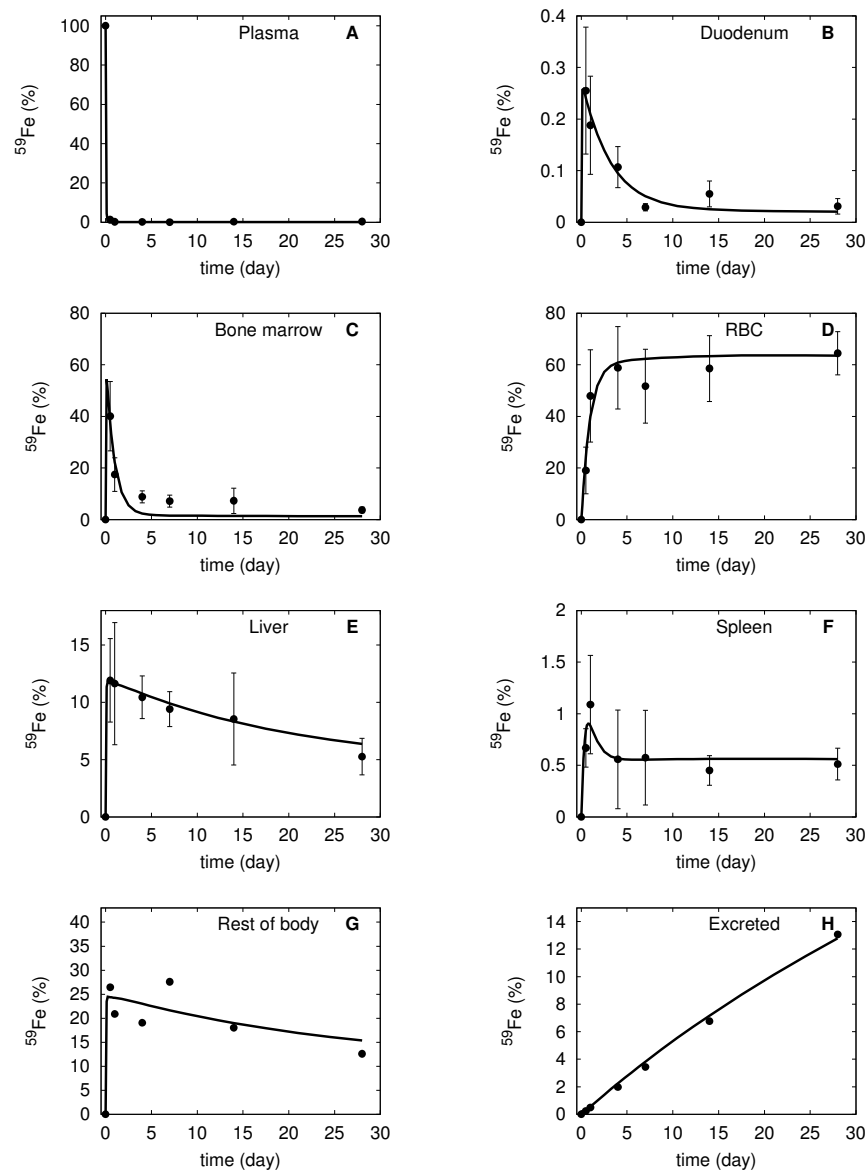 Plasma A
100
80
60
40
20
0
⁵⁹Fe (%)
0 5 10 15 20 25 30
time (day)
Duodenum B
0.4
0.3
0.2
0.1
0
⁵⁹Fe (%)
0 5 10 15 20 25 30
time (day)
Bone marrow C
80
60
40
20
0
⁵⁹Fe (%)
0 5 10 15 20 25 30
time (day)
RBC D
80
60
40
20
0
⁵⁹Fe (%)
0 5 10 15 20 25 30
time (day)
Liver E
15
10
5
0
⁵⁹Fe (%)
0 5 10 15 20 25 30
time (day)
Spleen F
2
1.5
1
0.5
0
⁵⁹Fe (%)
0 5 10 15 20 25 30
time (day)
Rest of body G
40
35
30
25
20
15
10
5
0
⁵⁹Fe (%)
0 5 10 15 20 25 30
time (day)
Excreted H
14
12
10
8
6
4
2
0
⁵⁹Fe (%)
0 5 10 15 20 25 30
time (day)